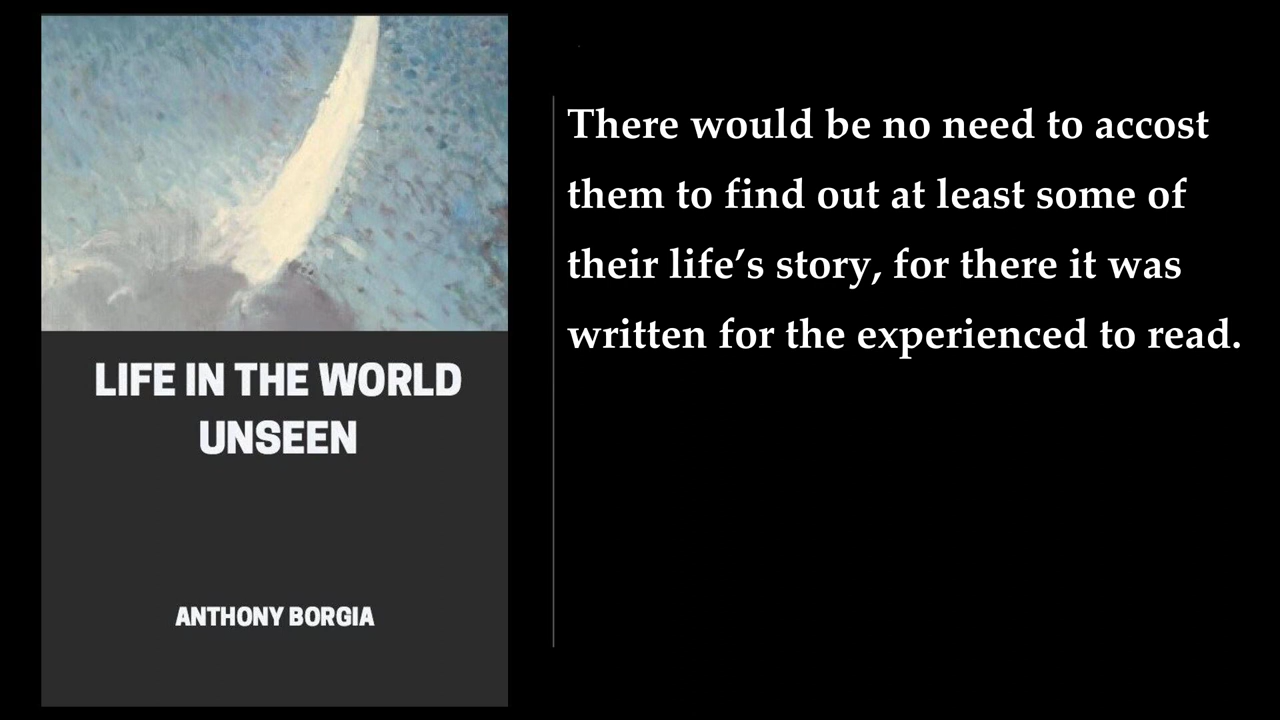 LIFE IN THE WORLD
UNSEEN
ANTHONY BORGIA
There would be no need to accost
them to find out at least some of
their life’s story, for there it was
written for the experienced to read.